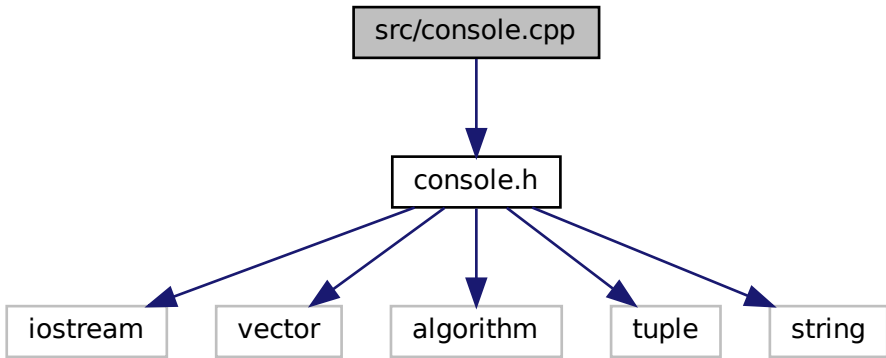 src/console.cpp
console.h
iostream
vector
algorithm
tuple
string